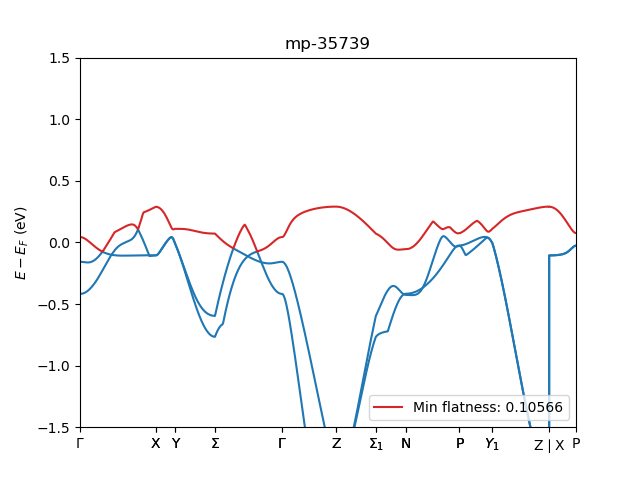 mp-35739
E − E_F (eV)
1.5
1.0
0.5
0.0
−0.5
−1.0
−1.5
Min flatness: 0.10566
Γ X Y Σ Γ Z Σ₁ N P Y₁ Z | X P